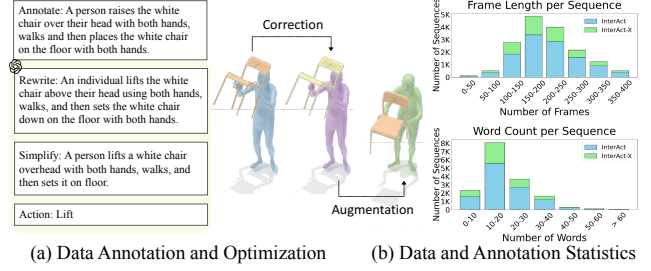 Annotate: A person raises the white
chair over their head with both hands,
walks and then places the white chair
on the floor with both hands.
Rewrite: An individual lifts the white
chair above their head using both hands,
walks, and then sets the white chair
down on the floor with both hands.
Simplify: A person lifts a white chair
overhead with both hands, walks, and
then sets it on floor.
Action: Lift
Correction
Augmentation
(a) Data Annotation and Optimization
Frame Length per Sequence
Number of Sequences
5K
4K
3K
2K
1K
0
InterAct
InterAct-X
0-50
50-100
100-150
150-200
200-250
250-300
300-350
350-400
Number of Frames
Word Count per Sequence
Number of Sequences
8K
7K
6K
5K
4K
3K
2K
1K
0
InterAct
InterAct-X
0-10
10-20
20-30
30-40
40-50
50-60
> 60
Number of Words
(b) Data and Annotation Statistics